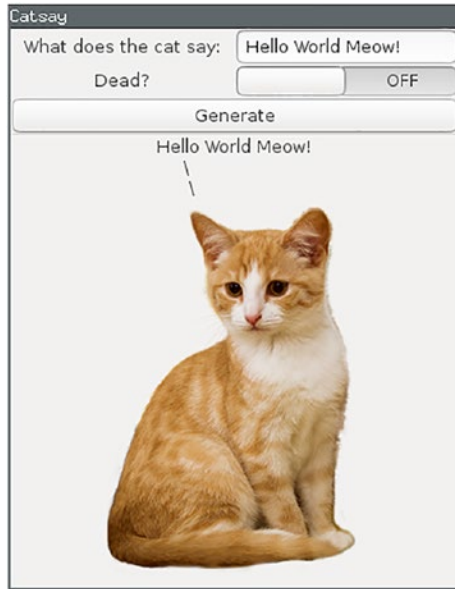 Catsay
What does the cat say: Hello World Meow!
Dead? OFF
Generate
Hello World Meow!